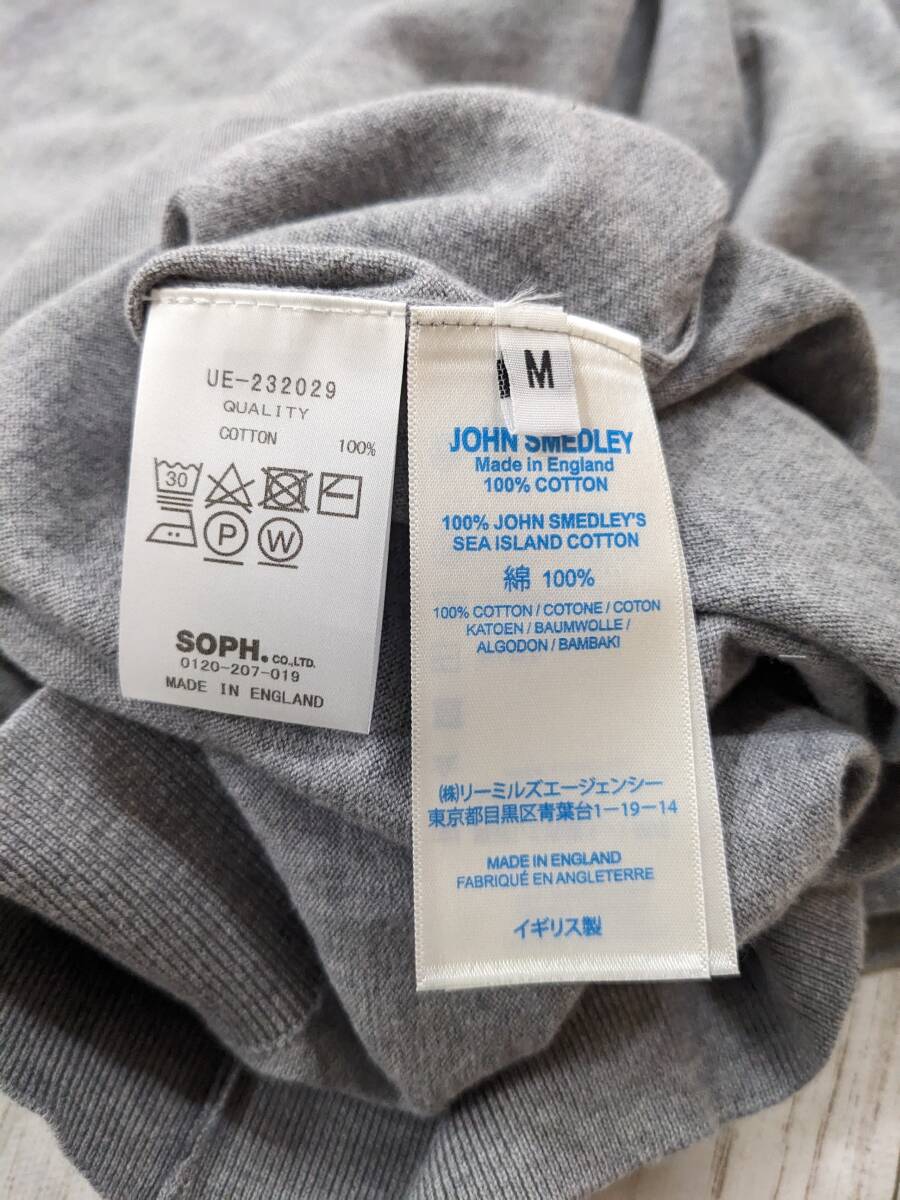 UE-232029
QUALITY
COTTON 100%
30
P W
SOPH. CO.,LTD.
0120-207-019
MADE IN ENGLAND
M
JOHN SMEDLEY
Made in England
100% COTTON
100% JOHN SMEDLEY'S
SEA ISLAND COTTON
綿 100%
100% COTTON / COTONE / COTON
KATOEN / BAUMWOLLE /
ALGODON / BAMBAKI
㈱リーミルズエージェンシー
東京都目黒区青葉台1-19-14
MADE IN ENGLAND
FABRIQUÉ EN ANGLETERRE
イギリス製